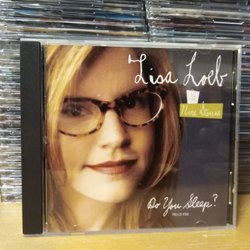 Lisa Loeb
Nine Stories
Do You Sleep?